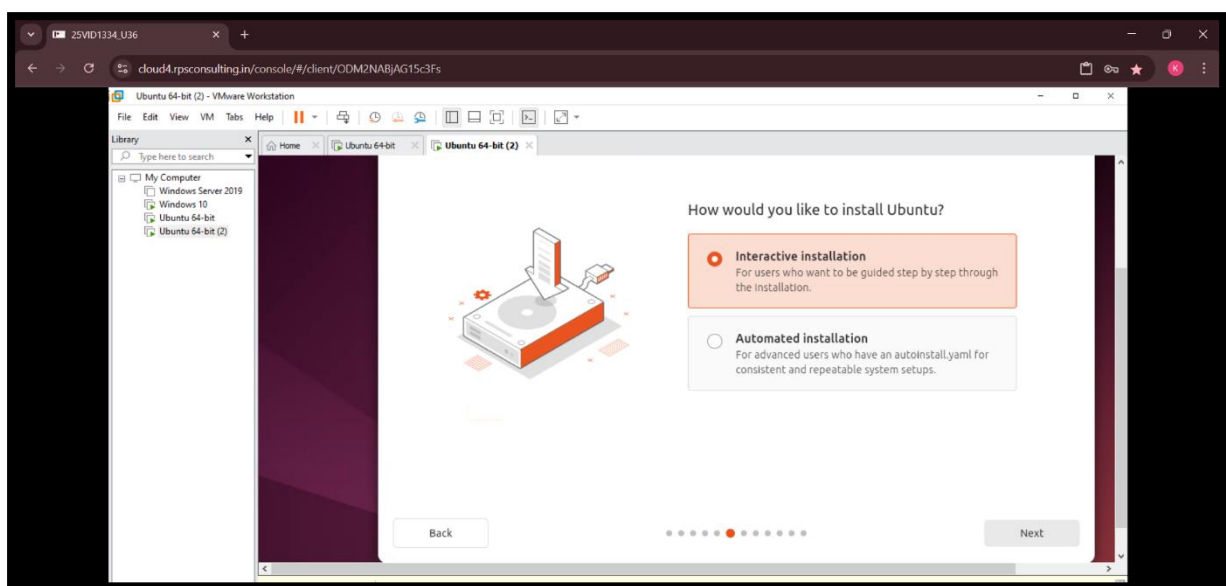 25VID1334_U36
cloud4.rpsconsulting.in/console/#/client/ODM2NABjAG15c3Fs
K
Ubuntu 64-bit (2) - VMware Workstation
File Edit View VM Tabs Help
Library
Type here to search
Home
Ubuntu 64-bit
Ubuntu 64-bit (2)
My Computer
Windows Server 2019
Windows 10
Ubuntu 64-bit
Ubuntu 64-bit (2)
How would you like to install Ubuntu?
Interactive installation
For users who want to be guided step by step through
the installation.
Automated installation
For advanced users who have an autoinstall.yaml for
consistent and repeatable system setups.
Back
Next